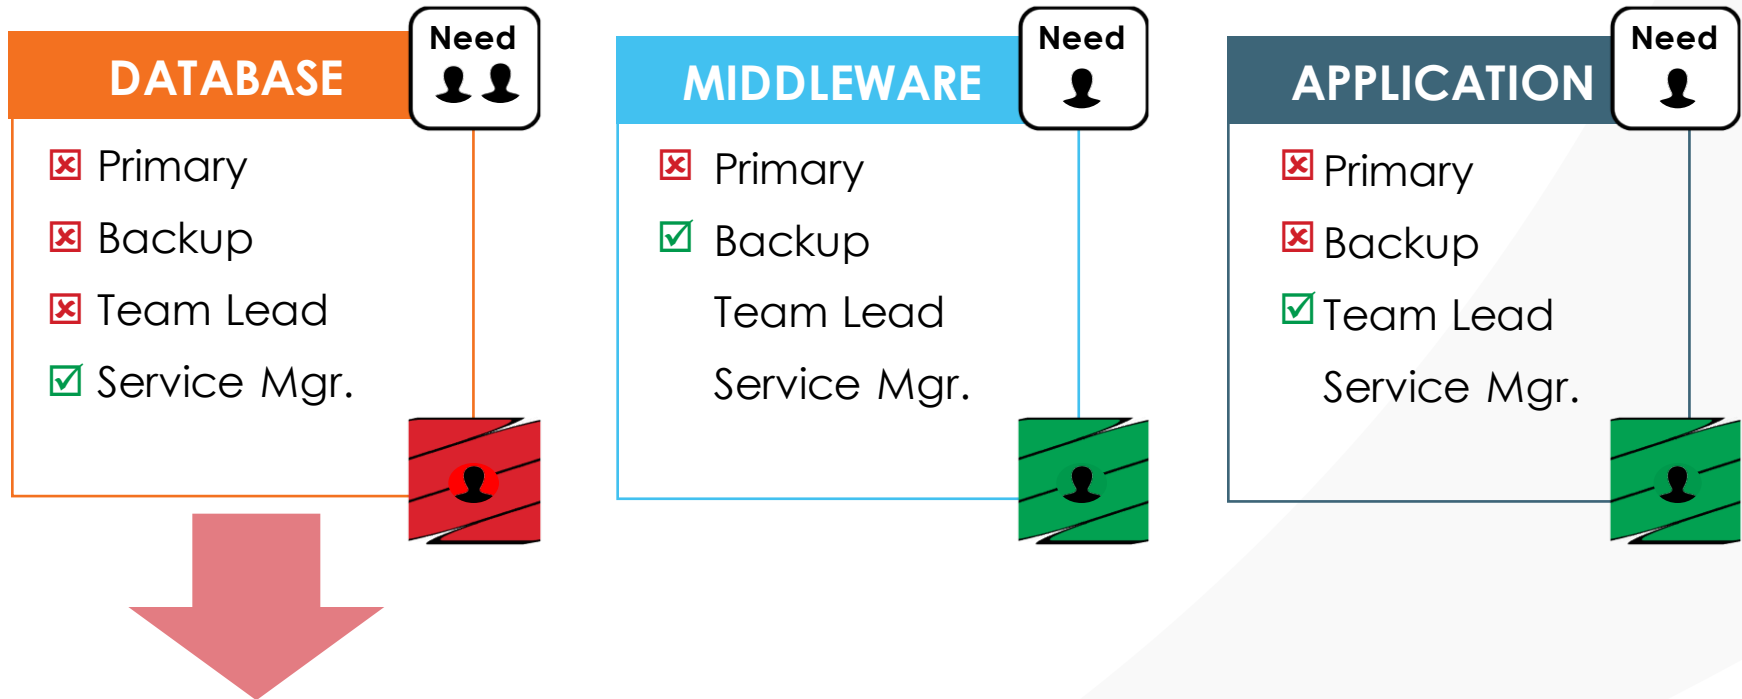 DATABASE
Need
Primary
Backup
Team Lead
Service Mgr.
MIDDLEWARE
Need
Primary
Backup
Team Lead
Service Mgr.
APPLICATION
Need
Primary
Backup
Team Lead
Service Mgr.